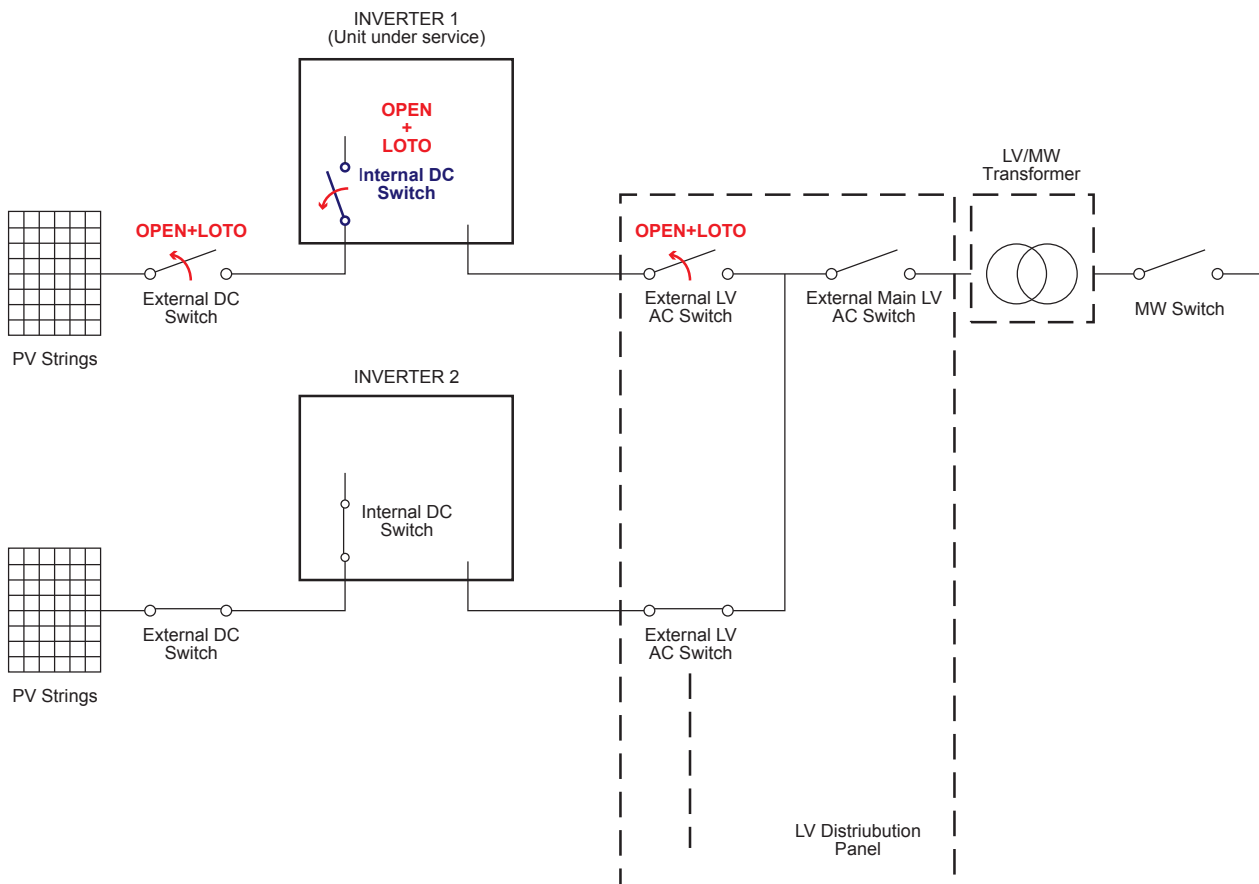 INVERTER 1
(Unit under service)
OPEN
+
LOTO
Internal DC
Switch
LV/MW
Transformer
OPEN+LOTO
External DC
Switch
PV Strings
OPEN+LOTO
External LV
AC Switch
External Main LV
AC Switch
MW Switch
INVERTER 2
Internal DC
Switch
External DC
Switch
PV Strings
External LV
AC Switch
LV Distriubution
Panel